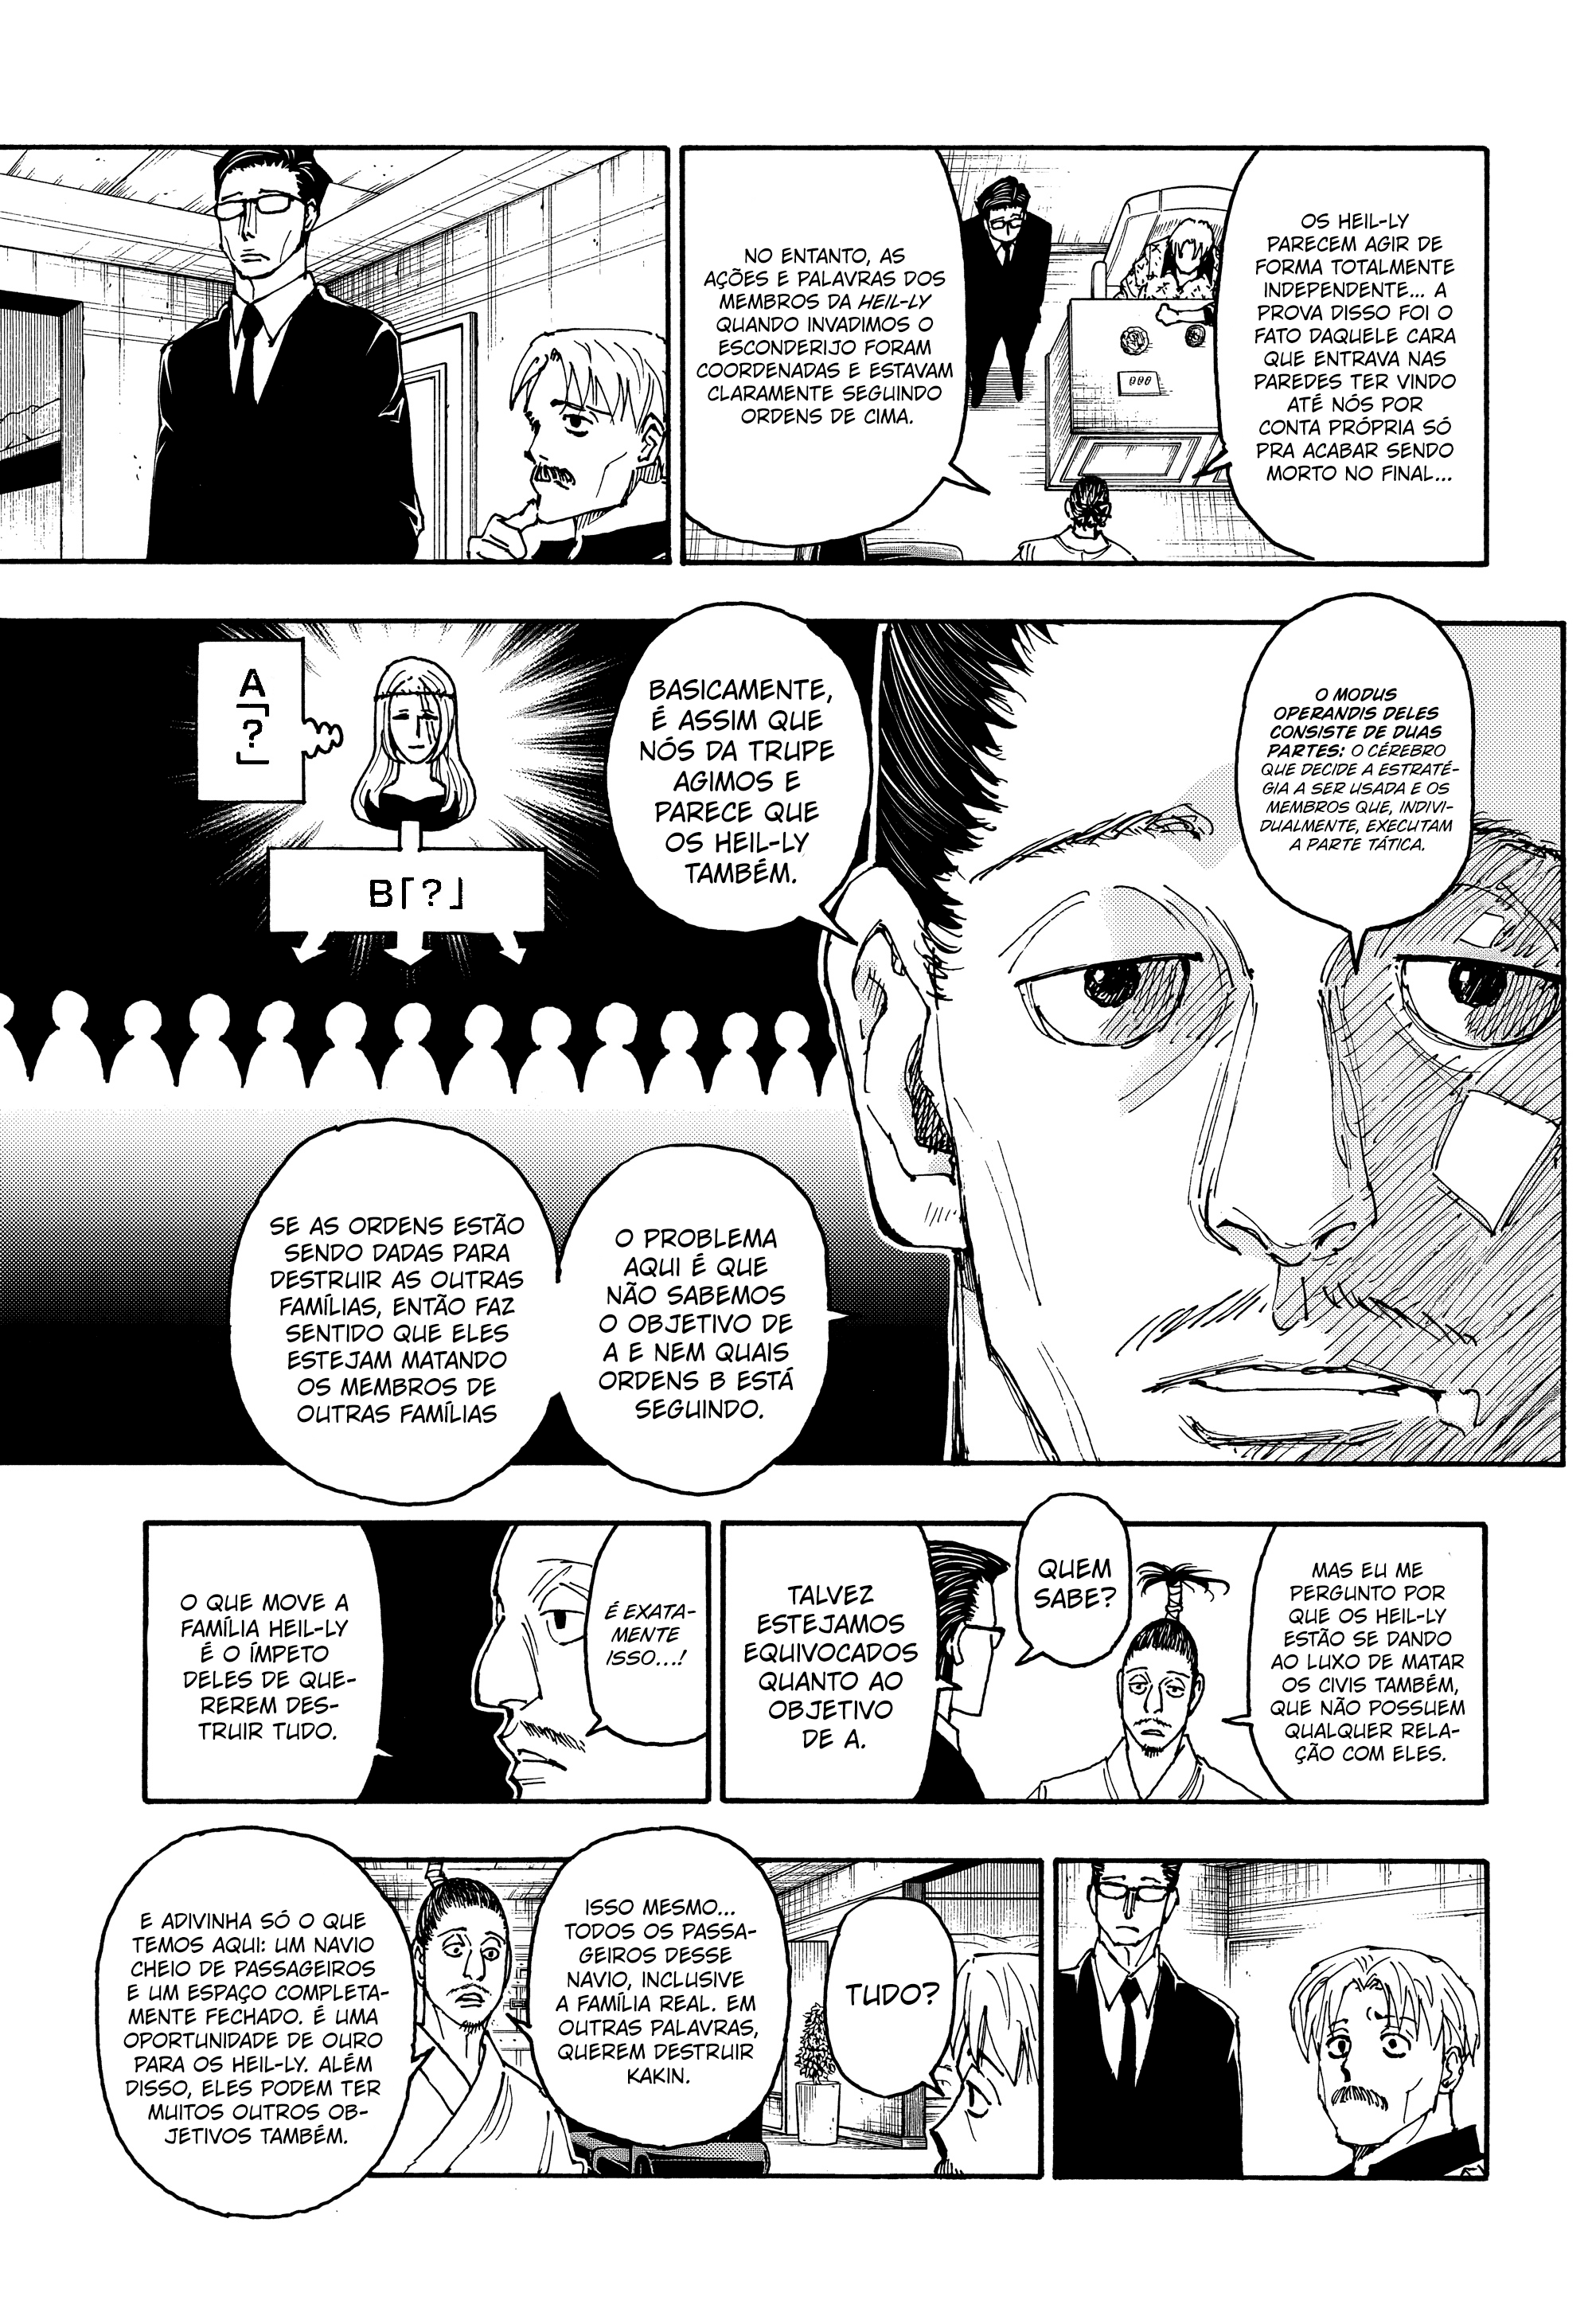 OS HEIL-LY
PARECEM AGIR DE
FORMA TOTALMENTE
INDEPENDENTE... A
PROVA DISSO FOI O
FATO DAQUELE CARA
QUE ENTRAVA NAS
PAREDES TER VINDO
ATÉ NÓS POR
CONTA PRÓPRIA SÓ
PRA ACABAR SENDO
MORTO NO FINAL...
NO ENTANTO, AS
AÇÕES E PALAVRAS DOS
MEMBROS DA HEIL-LY
QUANDO INVADIMOS O
ESCONDERIJO FORAM
COORDENADAS E ESTAVAM
CLARAMENTE SEGUINDO
ORDENS DE CIMA.
O MODUS
OPERANDIS DELES
CONSISTE DE DUAS
PARTES: O CÉREBRO
QUE DECIDE A ESTRATÉ-
GIA A SER USADA E OS
MEMBROS QUE, INDIVI-
DUALMENTE, EXECUTAM
A PARTE TÁTICA.
BASICAMENTE,
É ASSIM QUE
NÓS DA TRUPE
AGIMOS E
PARECE QUE
OS HEIL-LY
TAMBÉM.
A
「?」
B「?」
O PROBLEMA
AQUI É QUE
NÃO SABEMOS
O OBJETIVO DE
A E NEM QUAIS
ORDENS B ESTÁ
SEGUINDO.
SE AS ORDENS ESTÃO
SENDO DADAS PARA
DESTRUIR AS OUTRAS
FAMÍLIAS, ENTÃO FAZ
SENTIDO QUE ELES
ESTEJAM MATANDO
OS MEMBROS DE
OUTRAS FAMÍLIAS
MAS EU ME
PERGUNTO POR
QUE OS HEIL-LY
ESTÃO SE DANDO
AO LUXO DE MATAR
OS CIVIS TAMBÉM,
QUE NÃO POSSUEM
QUALQUER RELA-
ÇÃO COM ELES.
QUEM
SABE?
TALVEZ
ESTEJAMOS
EQUIVOCADOS
QUANTO AO
OBJETIVO
DE A.
É EXATA-
MENTE
ISSO...!
O QUE MOVE A
FAMÍLIA HEIL-LY
É O ÍMPETO
DELES DE QUE-
REREM DES-
TRUIR TUDO.
TUDO?
ISSO MESMO...
TODOS OS PASSA-
GEIROS DESSE
NAVIO, INCLUSIVE
A FAMÍLIA REAL. EM
OUTRAS PALAVRAS,
QUEREM DESTRUIR
KAKIN.
E ADIVINHA SÓ O QUE
TEMOS AQUI: UM NAVIO
CHEIO DE PASSAGEIROS
E UM ESPAÇO COMPLETA-
MENTE FECHADO. É UMA
OPORTUNIDADE DE OURO
PARA OS HEIL-LY. ALÉM
DISSO, ELES PODEM TER
MUITOS OUTROS OB-
JETIVOS TAMBÉM.